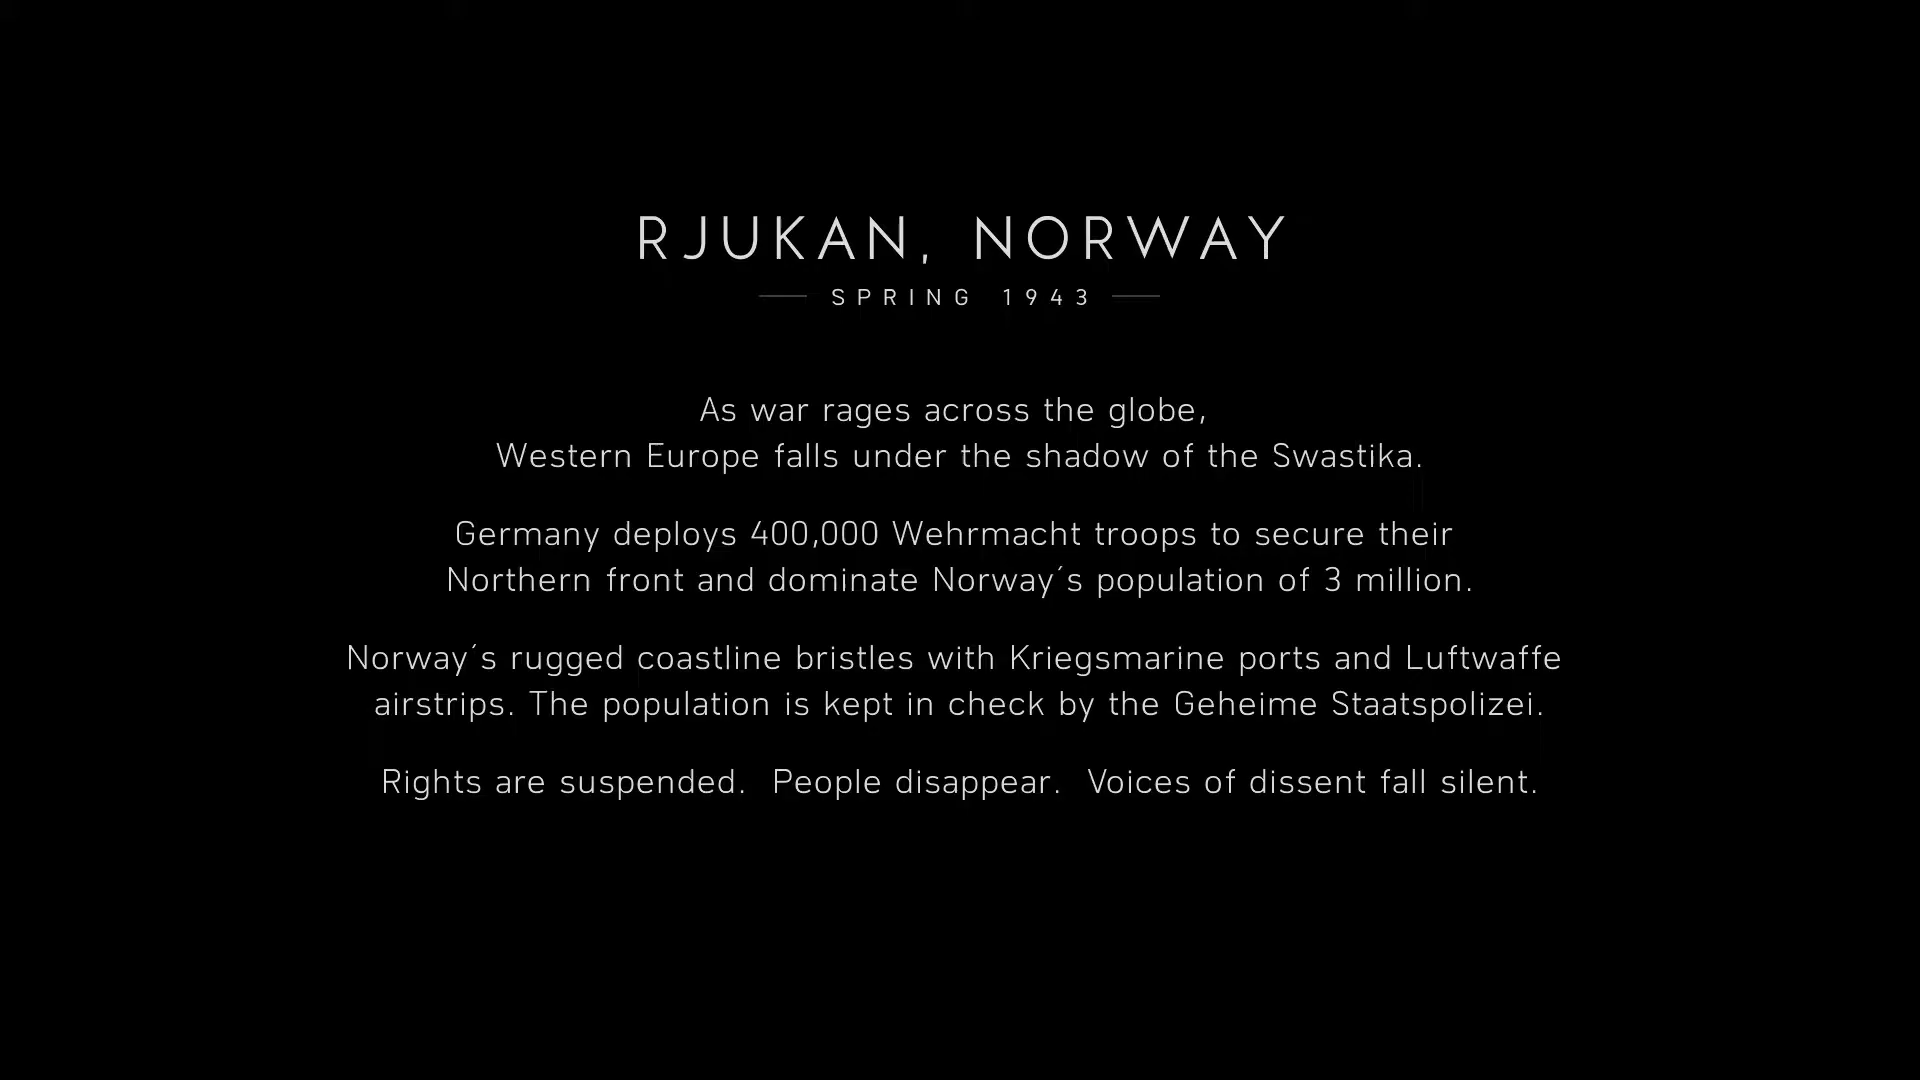 RJUKAN, NORWAY
SPRING 1943
As war rages across the globe,
Western Europe falls under the shadow of the Swastika.
Germany deploys 400,000 Wehrmacht troops to secure their
Northern front and dominate Norway´s population of 3 million.
Norway´s rugged coastline bristles with Kriegsmarine ports and Luftwaffe
airstrips. The population is kept in check by the Geheime Staatspolizei.
Rights are suspended.  People disappear.  Voices of dissent fall silent.